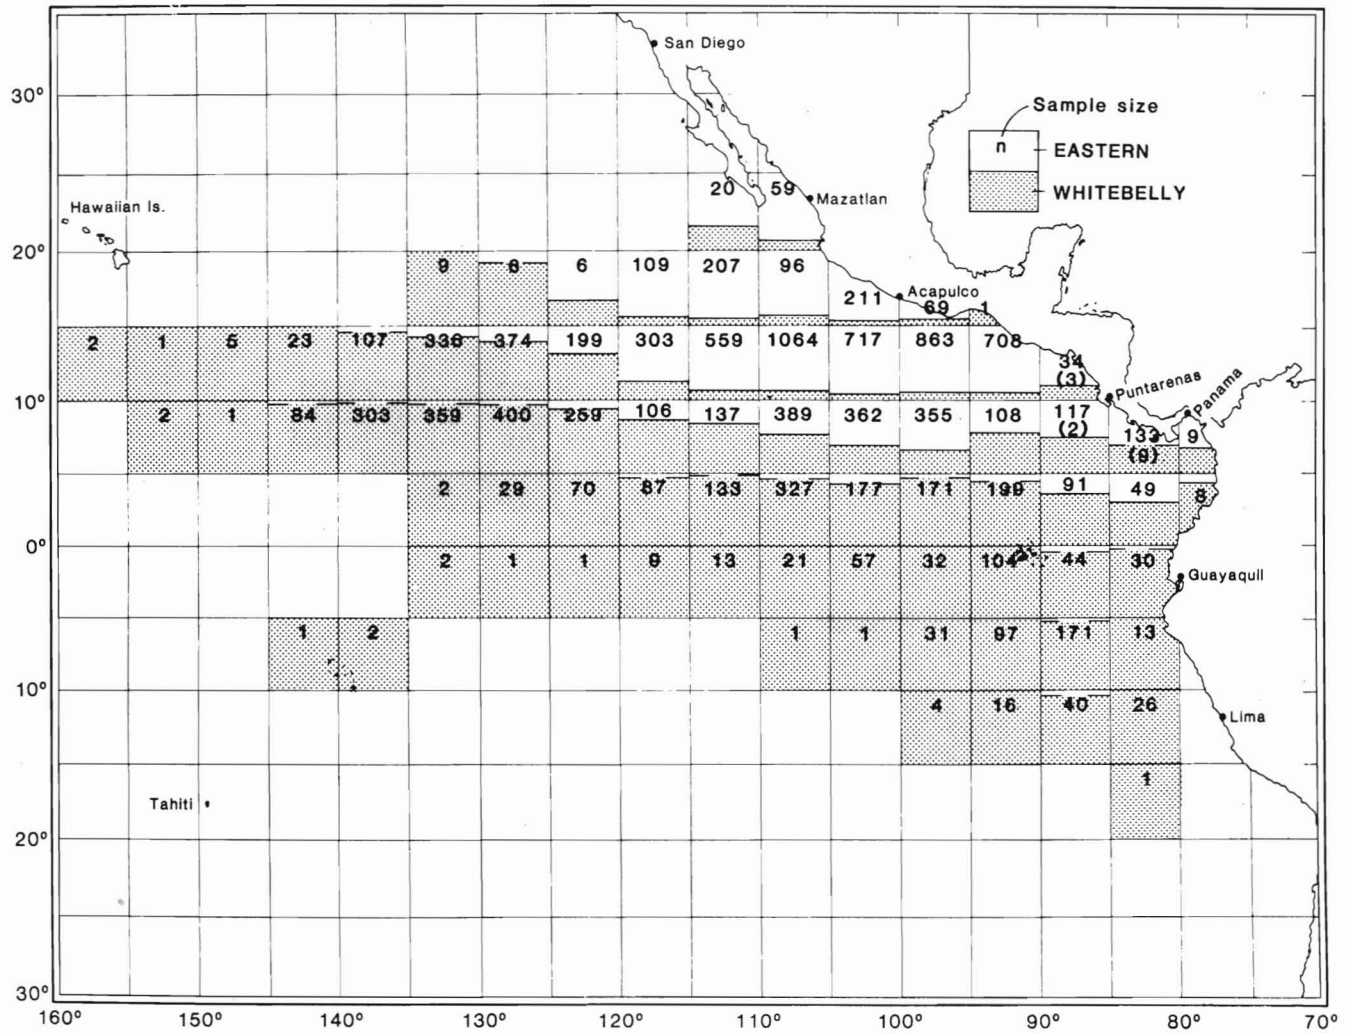 San Diego
30°
Sample size
n EASTERN
WHITEBELLY
20 59 Mazatlan
Hawaiian Is.
20°
9 8 6 109 207 96
211 Acapulco 69 1
2 1 5 23 107 336 374 199 303 559 1064 717 863 708
34
(3)
Puntarenas Panama
10°
2 1 84 303 359 400 259 106 137 389 362 355 108 117
(2) 133 9
(9)
2 29 70 87 133 327 177 171 199 91 49 8
0°
2 1 1 9 13 21 57 32 104 44 30 Guayaquil
1 2 1 1 31 97 171 13
10°
4 16 40 26 Lima
1
Tahiti
20°
30°
160° 150° 140° 130° 120° 110° 100° 90° 80° 70°